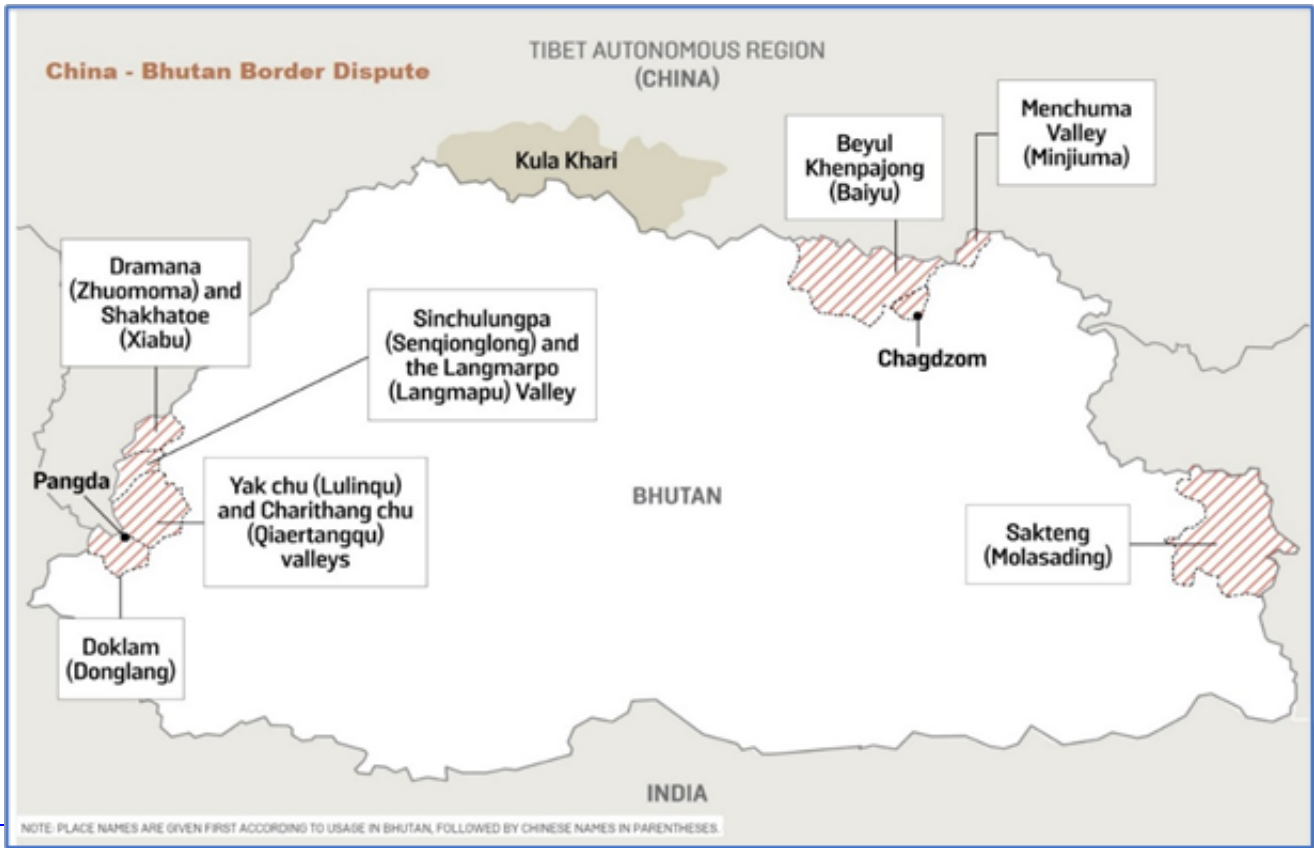 TIBET AUTONOMOUS REGION
(CHINA)
China - Bhutan Border Dispute
Menchuma
Valley
(Minjiuma)
Beyul
Khenpajong
(Baiyu)
Kula Khari
Dramana
(Zhuomoma) and
Shakhatoe
(Xiabu)
Sinchulungpa
(Senqionglong) and
the Langmarpo
(Langmapu) Valley
Chagdzom
Pangda
Yak chu (Lulinqu)
and Charithang chu
(Qiaertangqu)
valleys
BHUTAN
Sakteng
(Molasading)
Doklam
(Donglang)
INDIA
NOTE: PLACE NAMES ARE GIVEN FIRST ACCORDING TO USAGE IN BHUTAN, FOLLOWED BY CHINESE NAMES IN PARENTHESES.